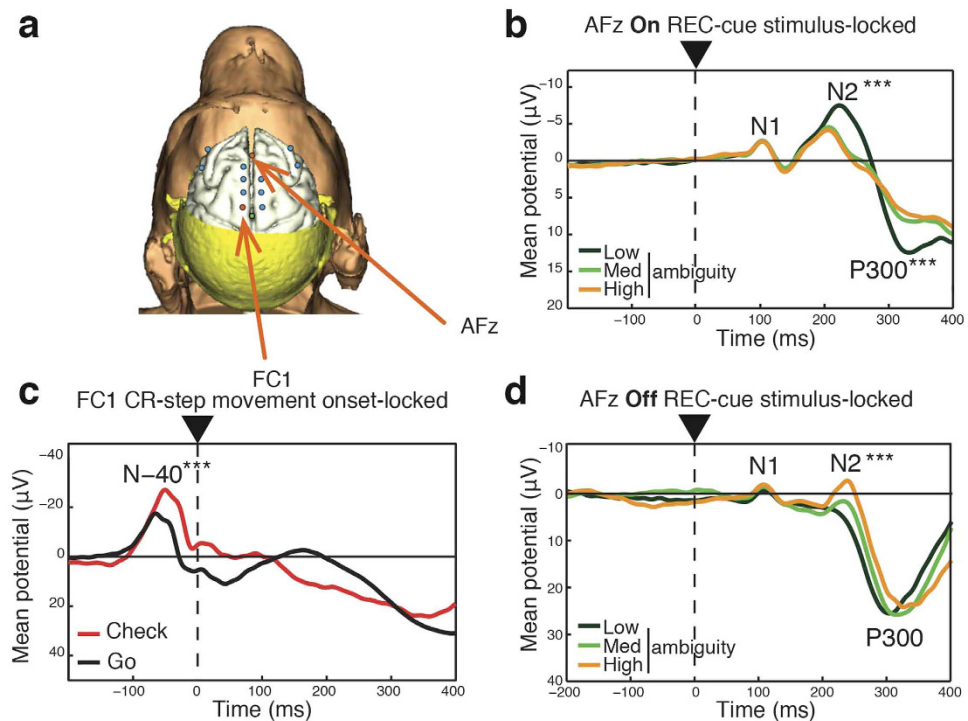 a
AFz
FC1
b
AFz On REC-cue stimulus-locked
Mean potential (µV)
−10
−5
0
5
10
15
20
N1
N2 ***
P300***
Low
Med
High
ambiguity
−100 0 100 200 300 400
Time (ms)
c
FC1 CR-step movement onset-locked
Mean potential (µV)
−40
−20
0
20
40
N−40***
Check
Go
−100 0 100 200 300 400
Time (ms)
d
AFz Off REC-cue stimulus-locked
Mean potential (µV)
−10
0
10
20
30
40
N1
N2 ***
P300
Low
Med
High
ambiguity
-200 -100 0 100 200 300 400
Time (ms)